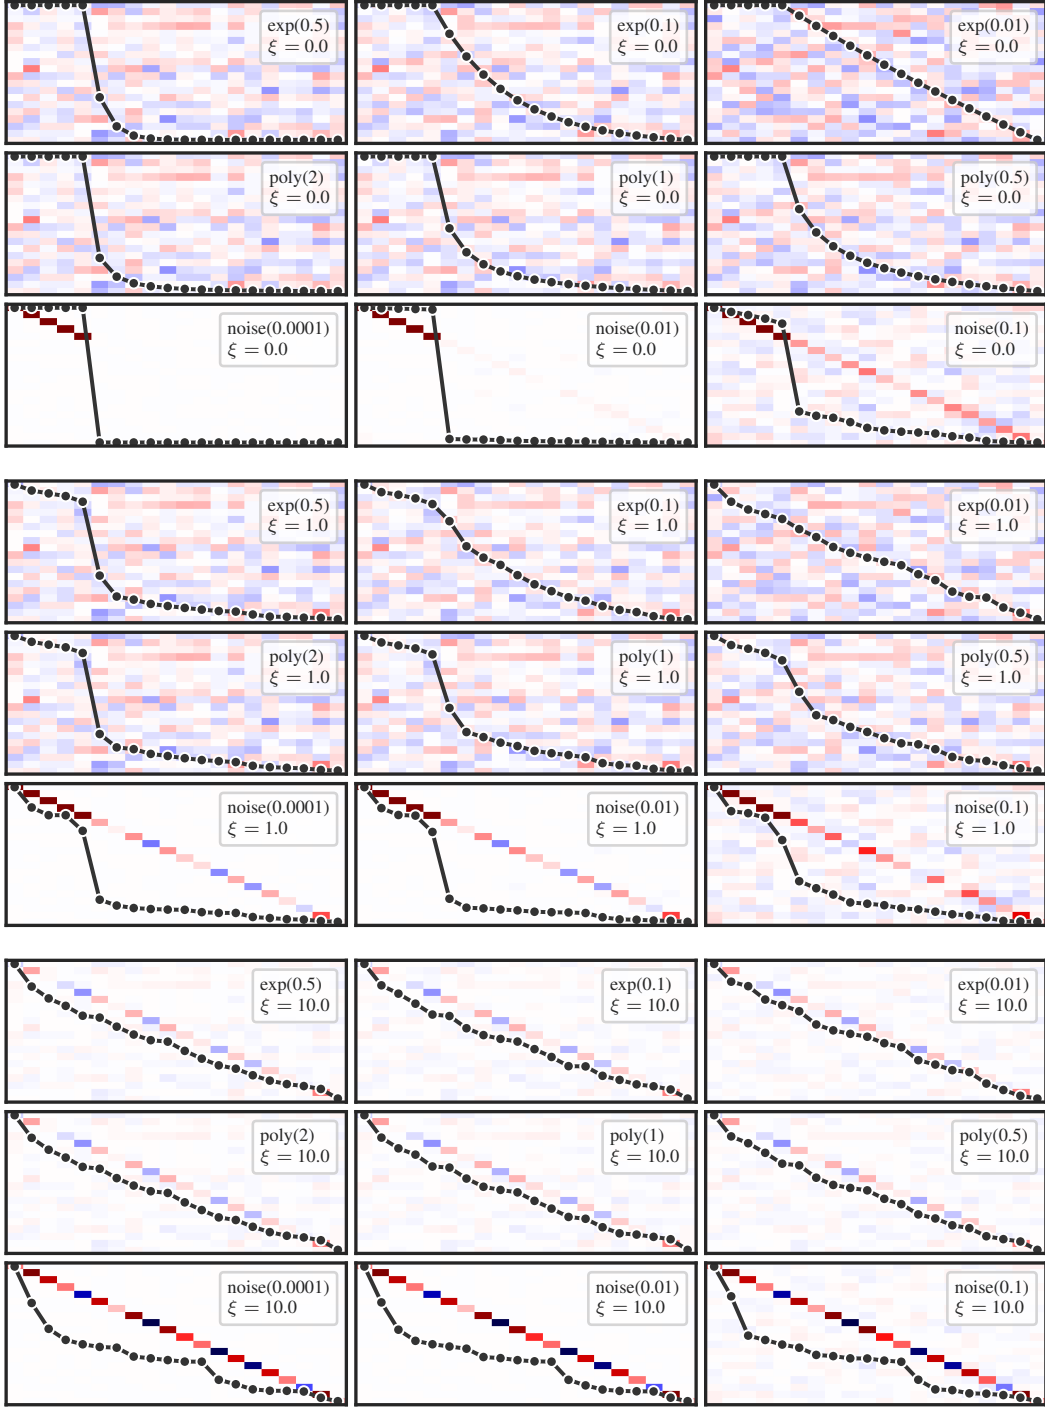 exp(0.5)
ξ = 0.0
exp(0.1)
ξ = 0.0
exp(0.01)
ξ = 0.0
poly(2)
ξ = 0.0
poly(1)
ξ = 0.0
poly(0.5)
ξ = 0.0
noise(0.0001)
ξ = 0.0
noise(0.01)
ξ = 0.0
noise(0.1)
ξ = 0.0
exp(0.5)
ξ = 1.0
exp(0.1)
ξ = 1.0
exp(0.01)
ξ = 1.0
poly(2)
ξ = 1.0
poly(1)
ξ = 1.0
poly(0.5)
ξ = 1.0
noise(0.0001)
ξ = 1.0
noise(0.01)
ξ = 1.0
noise(0.1)
ξ = 1.0
exp(0.5)
ξ = 10.0
exp(0.1)
ξ = 10.0
exp(0.01)
ξ = 10.0
poly(2)
ξ = 10.0
poly(1)
ξ = 10.0
poly(0.5)
ξ = 10.0
noise(0.0001)
ξ = 10.0
noise(0.01)
ξ = 10.0
noise(0.1)
ξ = 10.0